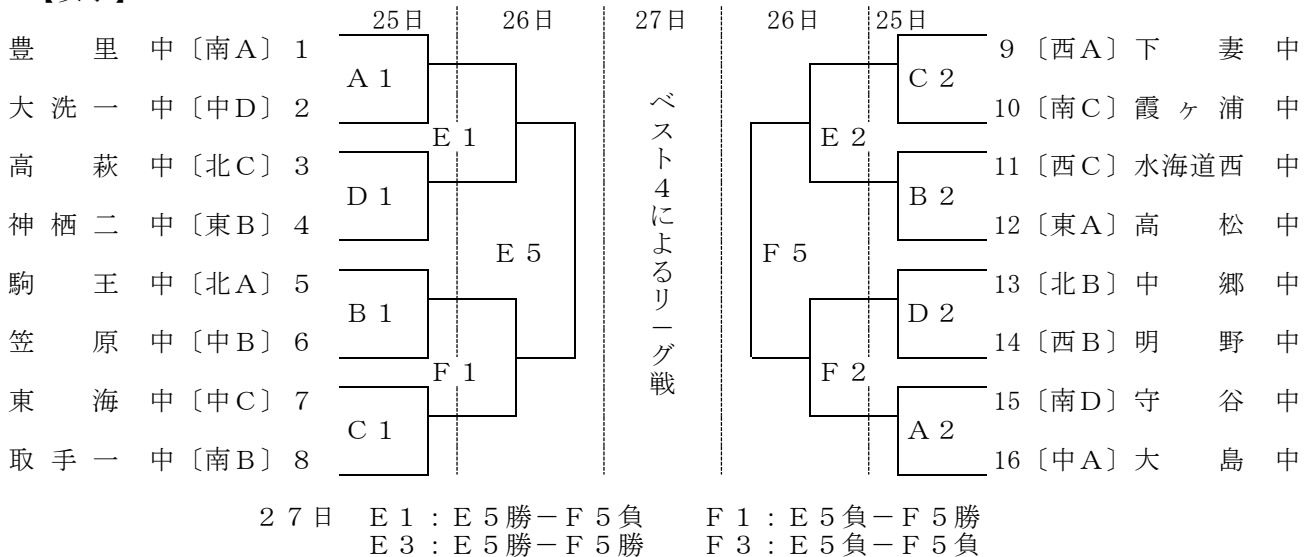 25日 26日 27日 26日 25日
豊里中〔南A〕 1 A1 C2 9 〔西A〕下妻中
大洗一中〔中D〕 2 10 〔南C〕霞ヶ浦中
E1 E2
高萩中〔北C〕 3 D1 B2 11 〔西C〕水海道西中
神栖二中〔東B〕 4 12 〔東A〕高松中
E5 ベスト4によるリーグ戦 F5
駒王中〔北A〕 5 B1 D2 13 〔北B〕中郷中
笠原中〔中B〕 6 14 〔西B〕明野中
F1 F2
東海中〔中C〕 7 C1 A2 15 〔南D〕守谷中
取手一中〔南B〕 8 16 〔中A〕大島中
27日 E1:E5勝-F5負 F1:E5負-F5勝
E3:E5勝-F5勝 F3:E5負-F5負